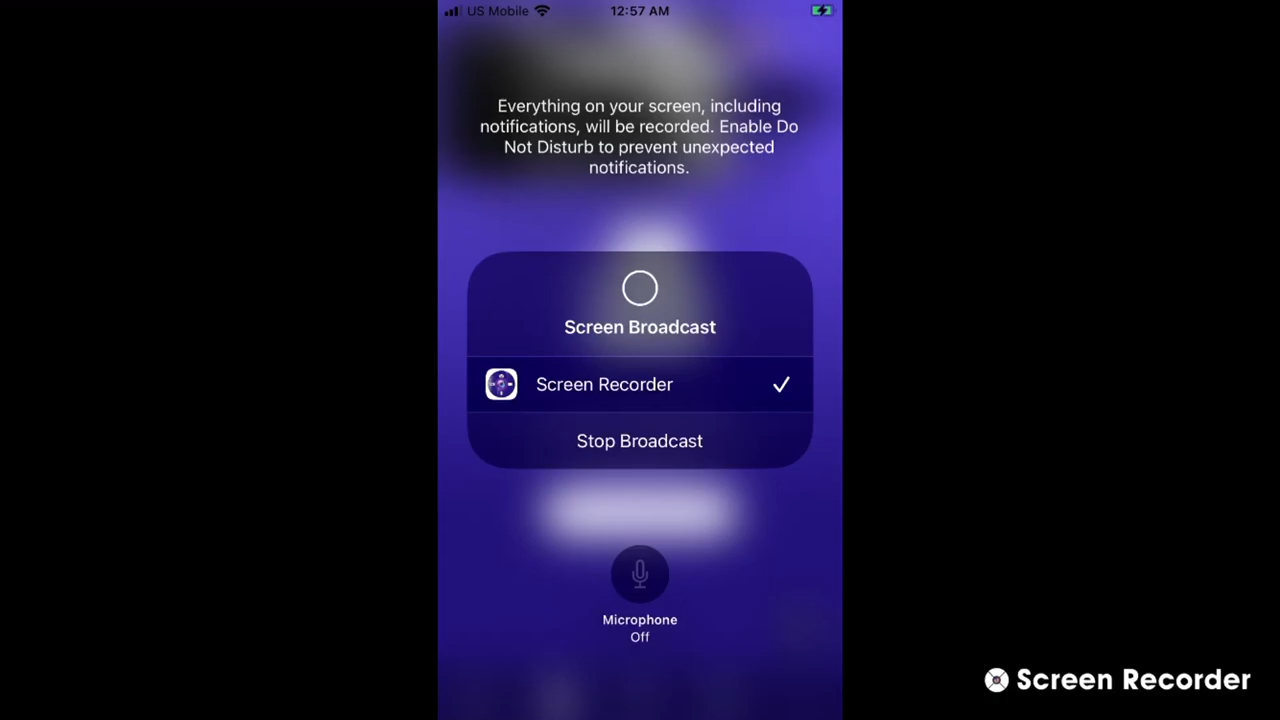 US Mobile
12:57 AM
Everything on your screen, including
notifications, will be recorded. Enable Do
Not Disturb to prevent unexpected
notifications.
Screen Broadcast
Screen Recorder
Stop Broadcast
Microphone
Off
Screen Recorder